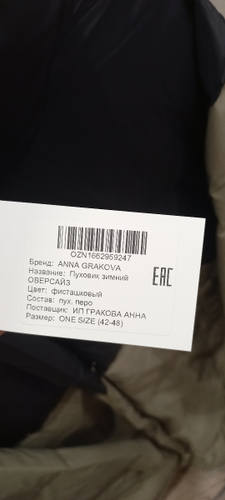 OZN1662959247
Бренд: ANNA GRAKOVA
Название: Пуховик зимний
ОВЕРСАЙЗ
Цвет: фисташковый
Состав: пух. перо
Поставщик: ИП ГРАКОВА АННА
Размер: ONE SIZE (42-48)
EAC